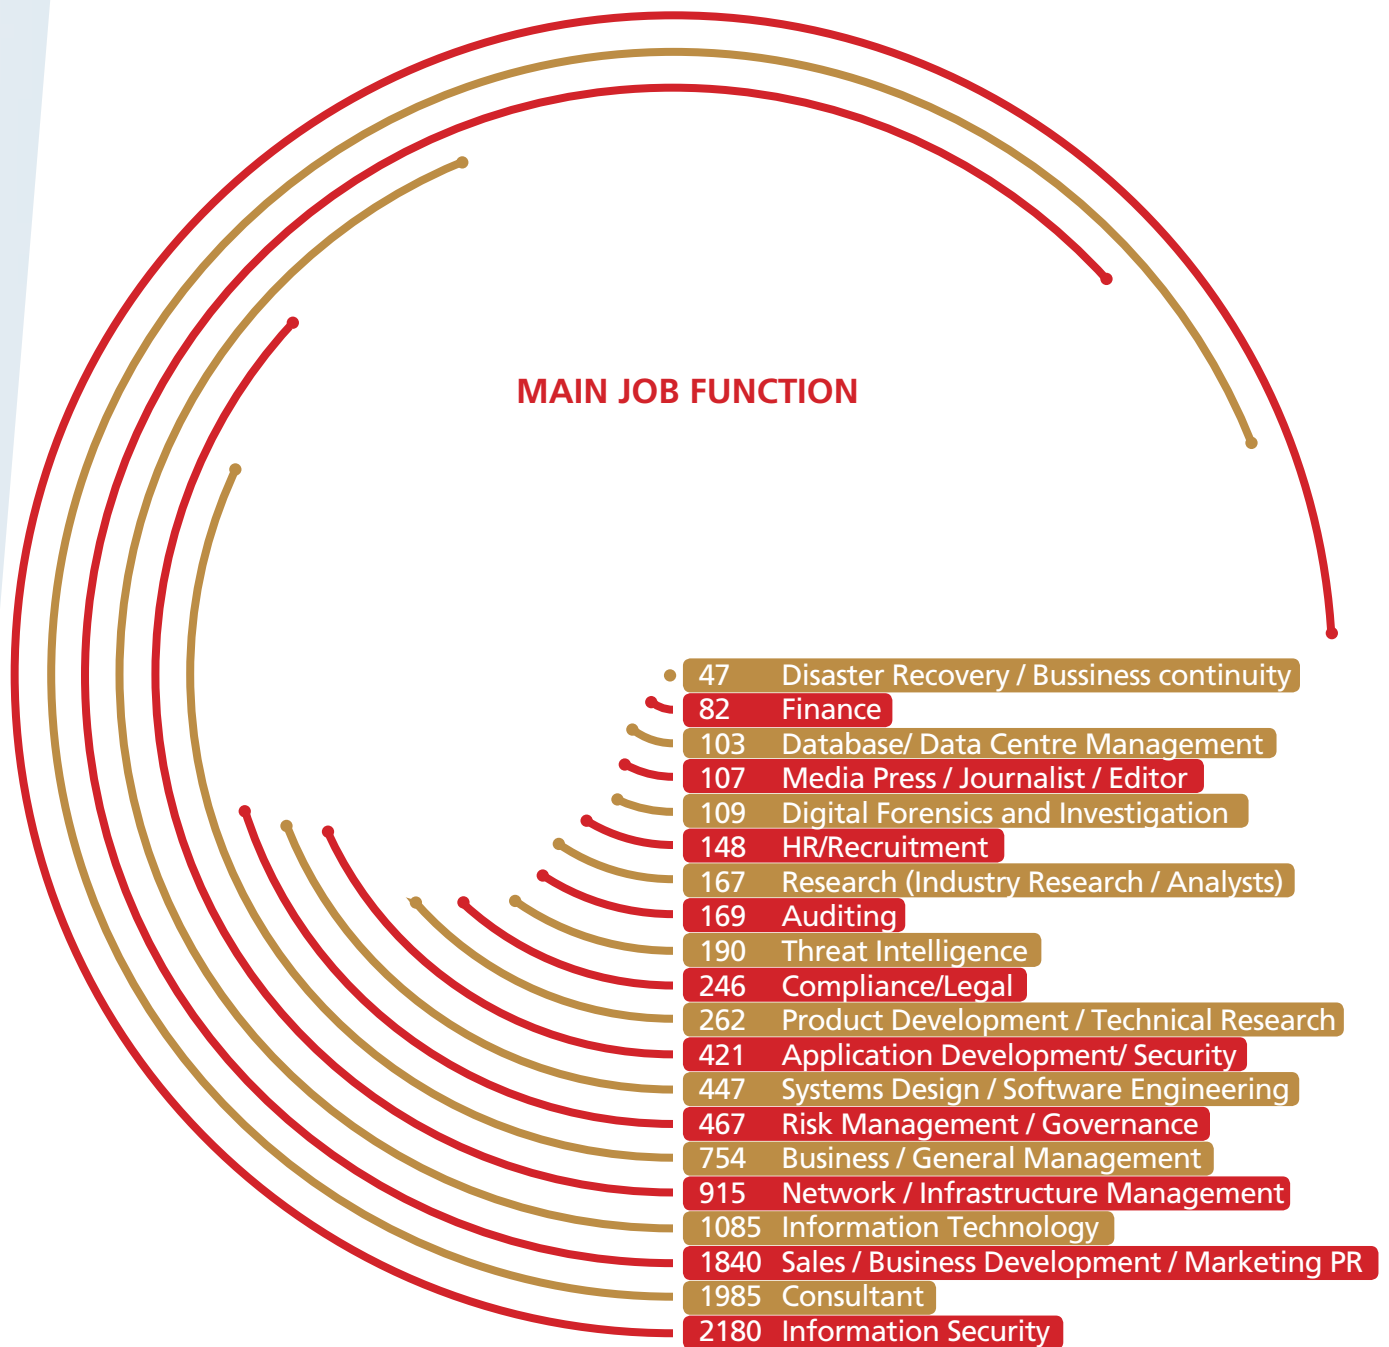 MAIN JOB FUNCTION
47 Disaster Recovery / Bussiness continuity
82 Finance
103 Database/ Data Centre Management
107 Media Press / Journalist / Editor
109 Digital Forensics and Investigation
148 HR/Recruitment
167 Research (Industry Research / Analysts)
169 Auditing
190 Threat Intelligence
246 Compliance/Legal
262 Product Development / Technical Research
421 Application Development/ Security
447 Systems Design / Software Engineering
467 Risk Management / Governance
754 Business / General Management
915 Network / Infrastructure Management
1085 Information Technology
1840 Sales / Business Development / Marketing PR
1985 Consultant
2180 Information Security